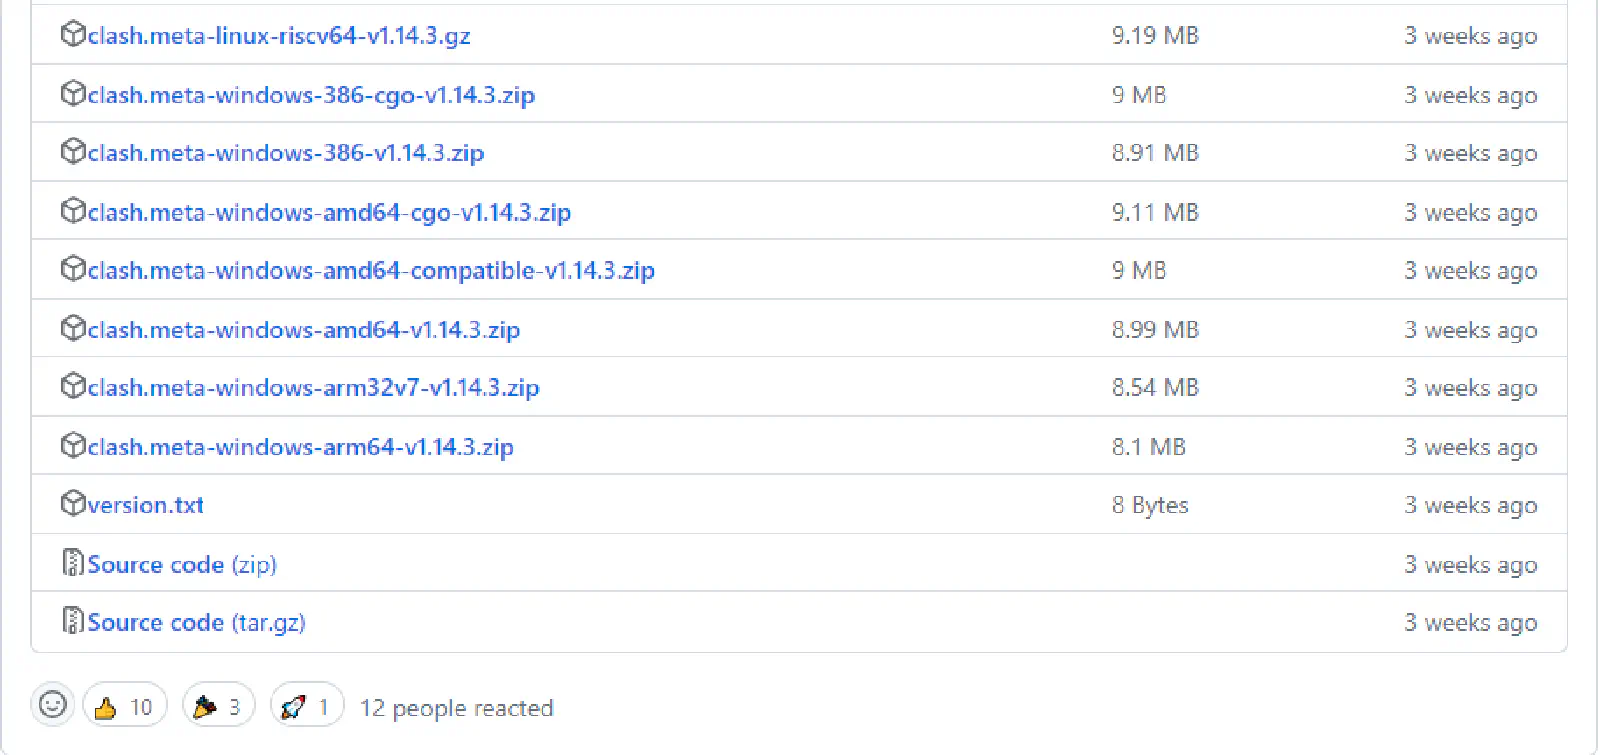 clash.meta-linux-riscv64-v1.14.3.gz 9.19 MB 3 weeks ago
clash.meta-windows-386-cgo-v1.14.3.zip 9 MB 3 weeks ago
clash.meta-windows-386-v1.14.3.zip 8.91 MB 3 weeks ago
clash.meta-windows-amd64-cgo-v1.14.3.zip 9.11 MB 3 weeks ago
clash.meta-windows-amd64-compatible-v1.14.3.zip 9 MB 3 weeks ago
clash.meta-windows-amd64-v1.14.3.zip 8.99 MB 3 weeks ago
clash.meta-windows-arm32v7-v1.14.3.zip 8.54 MB 3 weeks ago
clash.meta-windows-arm64-v1.14.3.zip 8.1 MB 3 weeks ago
version.txt 8 Bytes 3 weeks ago
Source code (zip) 3 weeks ago
Source code (tar.gz) 3 weeks ago
10 3 1 12 people reacted